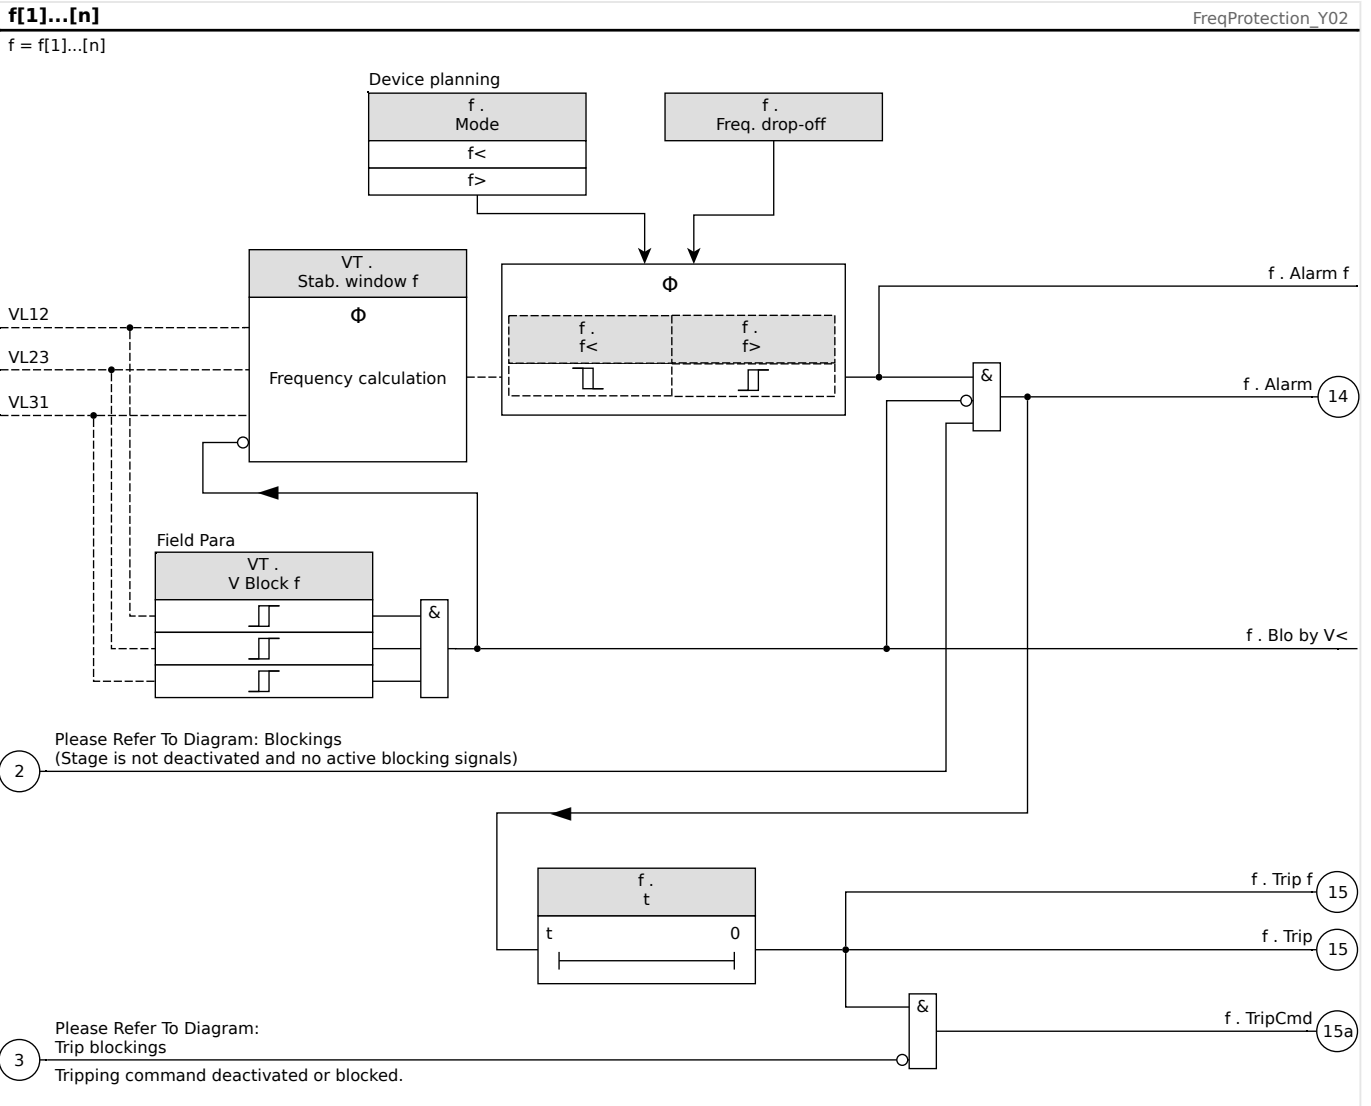 f[1]...[n]
FreqProtection_Y02
f = f[1]...[n]
Device planning
f .
Mode
f<
f>
f .
Freq. drop-off
VT .
Stab. window f
Φ
Frequency calculation
VL12
VL23
VL31
Φ
f .
f<
f .
f>
f . Alarm f
&
f . Alarm
14
Field Para
VT .
V Block f
&
f . Blo by V<
Please Refer To Diagram: Blockings
(Stage is not deactivated and no active blocking signals)
2
f .
t
t
0
f . Trip f
15
f . Trip
15
&
f . TripCmd
15a
Please Refer To Diagram:
Trip blockings
3
Tripping command deactivated or blocked.